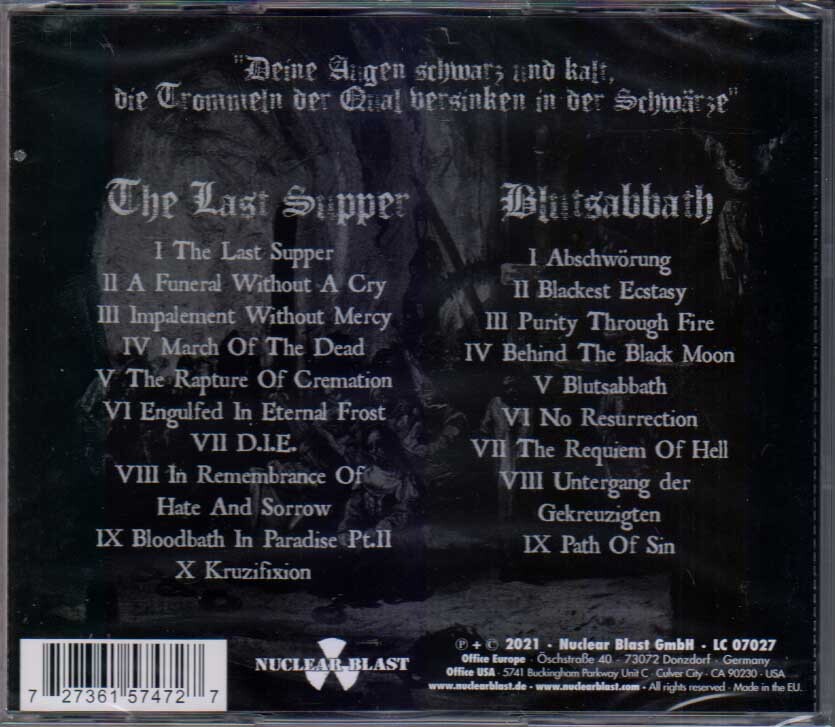 "Deine Augen schwarz und kalt,
die Trommeln der Qual versinken in der Schwärze"
The Last Supper
I The Last Supper
II A Funeral Without A Cry
III Impalement Without Mercy
IV March Of The Dead
V The Rapture Of Cremation
VI Engulfed In Eternal Frost
VII D.I.E.
VIII In Remembrance Of
Hate And Sorrow
IX Bloodbath In Paradise Pt.II
X Kruzifixion
Blutsabbath
I Abschwörung
II Blackest Ecstasy
III Purity Through Fire
IV Behind The Black Moon
V Blutsabbath
VI No Resurrection
VII The Requiem Of Hell
VIII Untergang der
Gekreuzigten
IX Path Of Sin
7 27361 57472 7
NUCLEAR BLAST
℗ + © 2021 · Nuclear Blast GmbH · LC 07027
Office Europe · Öschstraße 40 · 73072 Donzdorf · Germany
Office USA · 5741 Buckingham Parkway Unit C · Culver City · CA 90230 · USA
www.nuclearblast.de · www.nuclearblast.com · All rights reserved · Made in the EU.